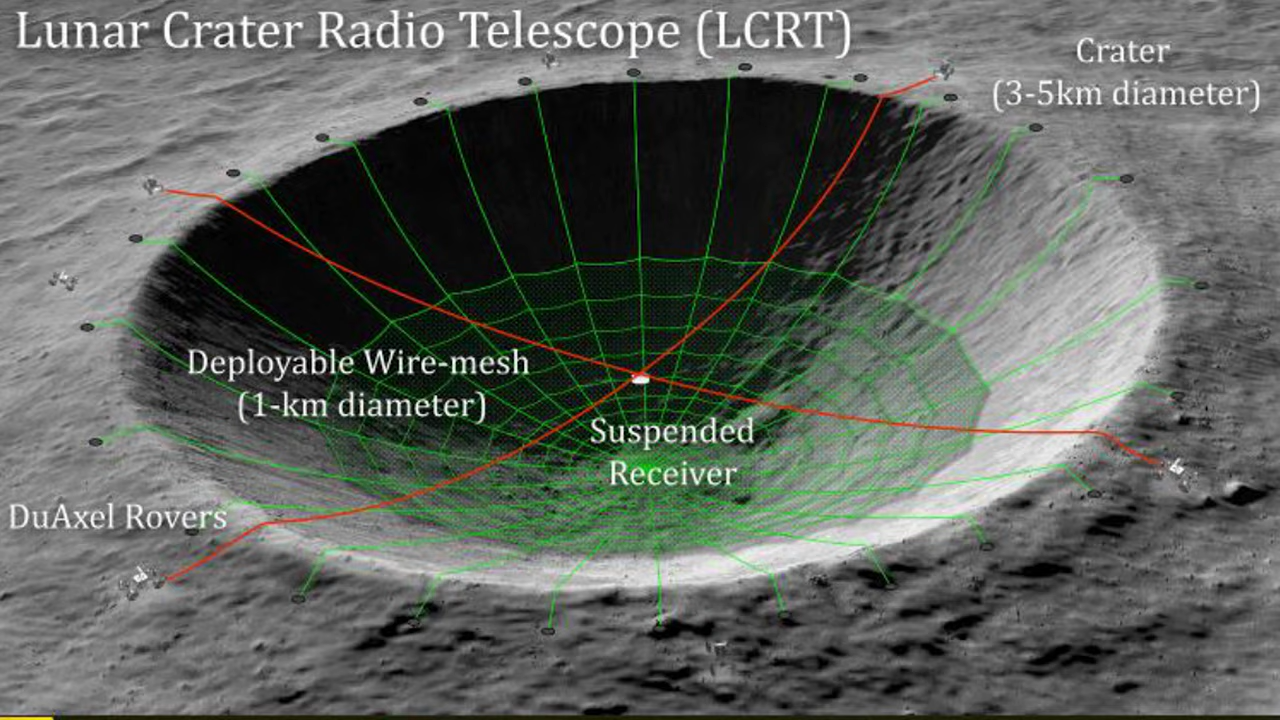 Lunar Crater Radio Telescope (LCRT)
Crater
(3-5km diameter)
Deployable Wire-mesh
(1-km diameter)
Suspended
Receiver
DuAxel Rovers